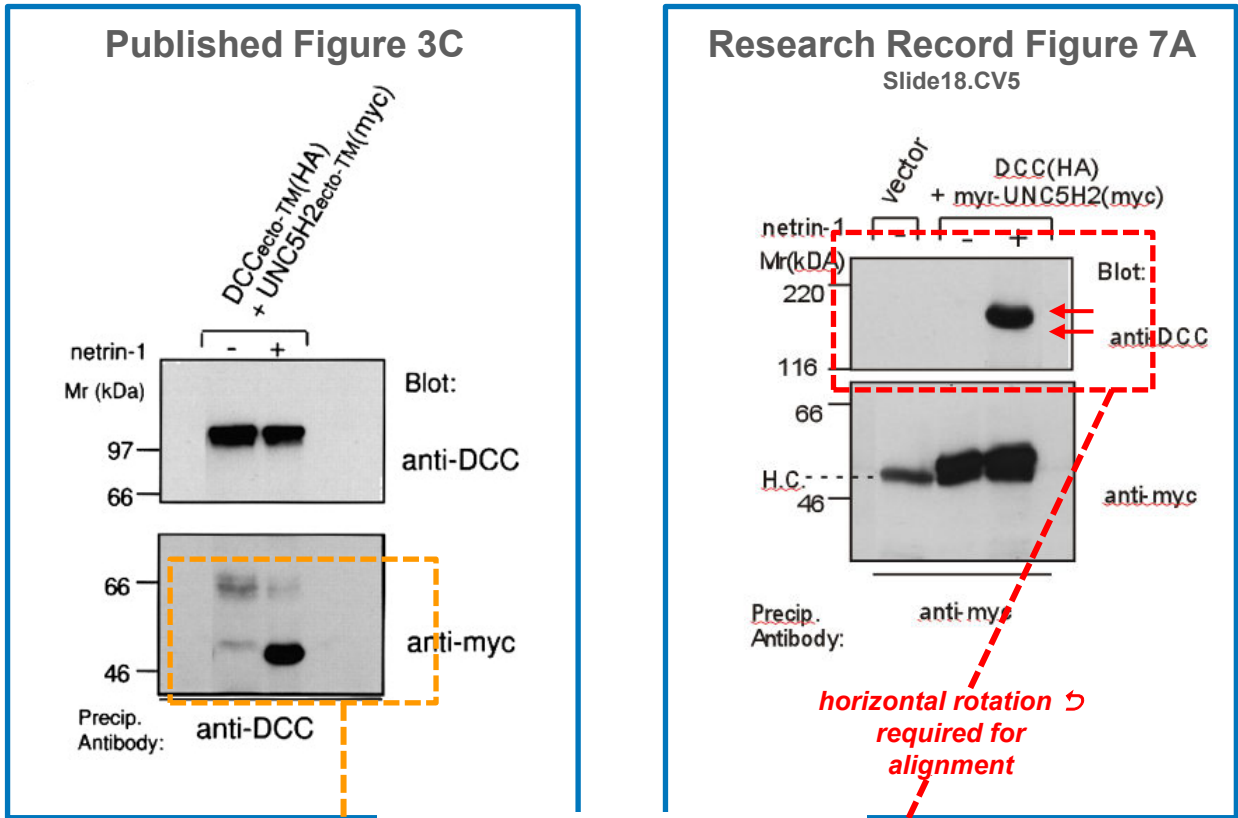 Published Figure 3C
DCCecto-TM(HA)
+ UNC5H2ecto-TM(myc)
netrin-1 - +
Mr (kDa)
Blot:
97
anti-DCC
66
66
anti-myc
46
Precip.
Antibody:
anti-DCC
Research Record Figure 7A
Slide18.CV5
vector
DCC(HA)
+ myr-UNC5H2(myc)
netrin-1 - - +
Mr(kDA)
Blot:
220
anti-DCC
116
66
H.C.
46
anti-myc
Precip.
Antibody:
anti-myc
horizontal rotation ⮌
required for
alignment